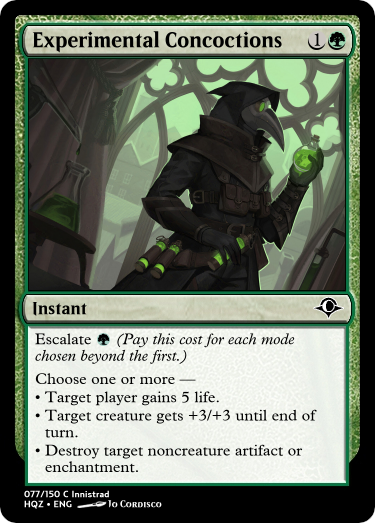 Experimental Concoctions 1
Instant
Escalate (Pay this cost for each mode
chosen beyond the first.)
Choose one or more —
• Target player gains 5 life.
• Target creature gets +3/+3 until end of
turn.
• Destroy target noncreature artifact or
enchantment.
077/150 C Innistrad
HQZ • ENG Jo Cordisco